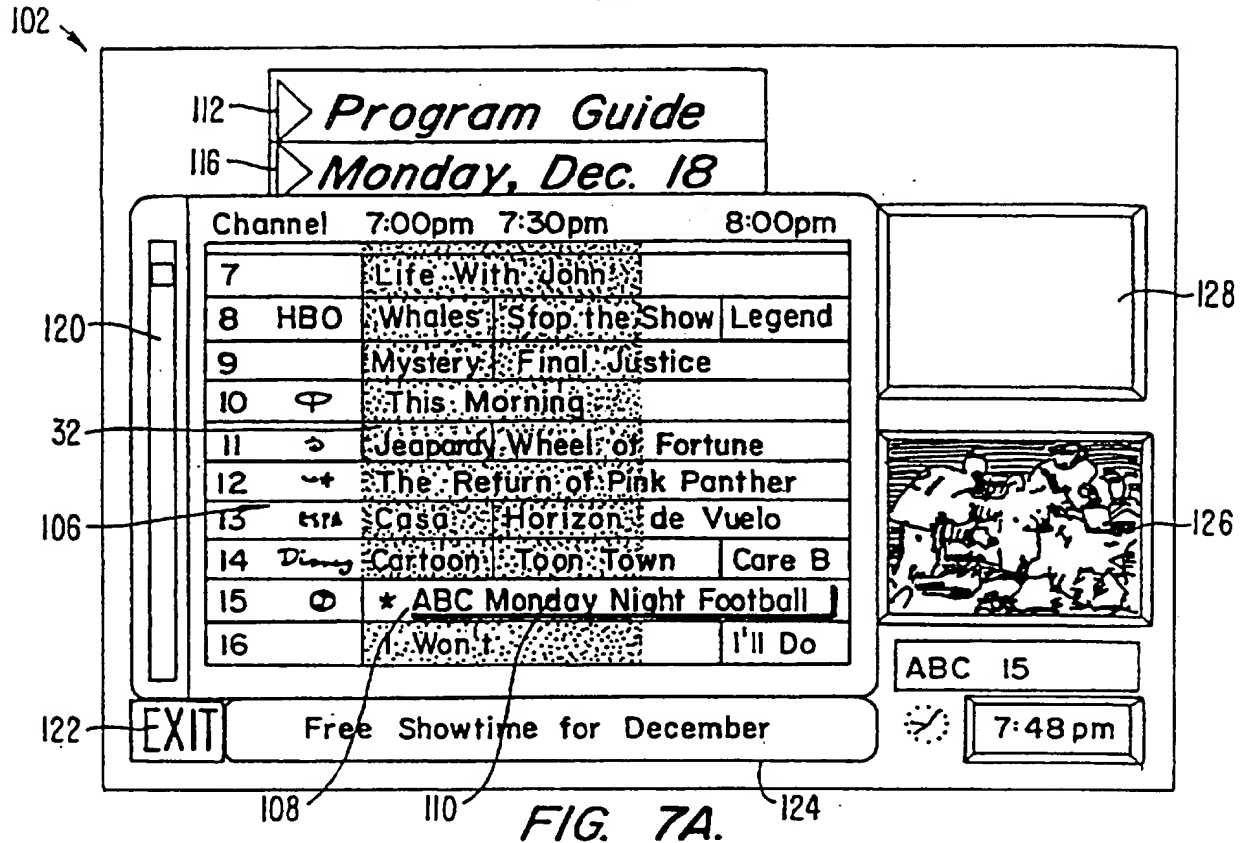 102
112 Program Guide
116 Monday, Dec. 18
Channel 7:00pm 7:30pm 8:00pm
7 Life With John
8 HBO Whales Stop the Show Legend
9 Mystery Final Justice
10 This Morning
32
11 Jeapardy Wheel of Fortune
12 The Return of Pink Panther
13 ESPA Casa Horizon de Vuelo
14 Disney Cartoon Toon Town Care B
15 * ABC Monday Night Football
16 I Won't I'll Do
120
106
128
126
ABC 15
7:48pm
122 EXIT Free Showtime for December
108 110 124
FIG. 7A.